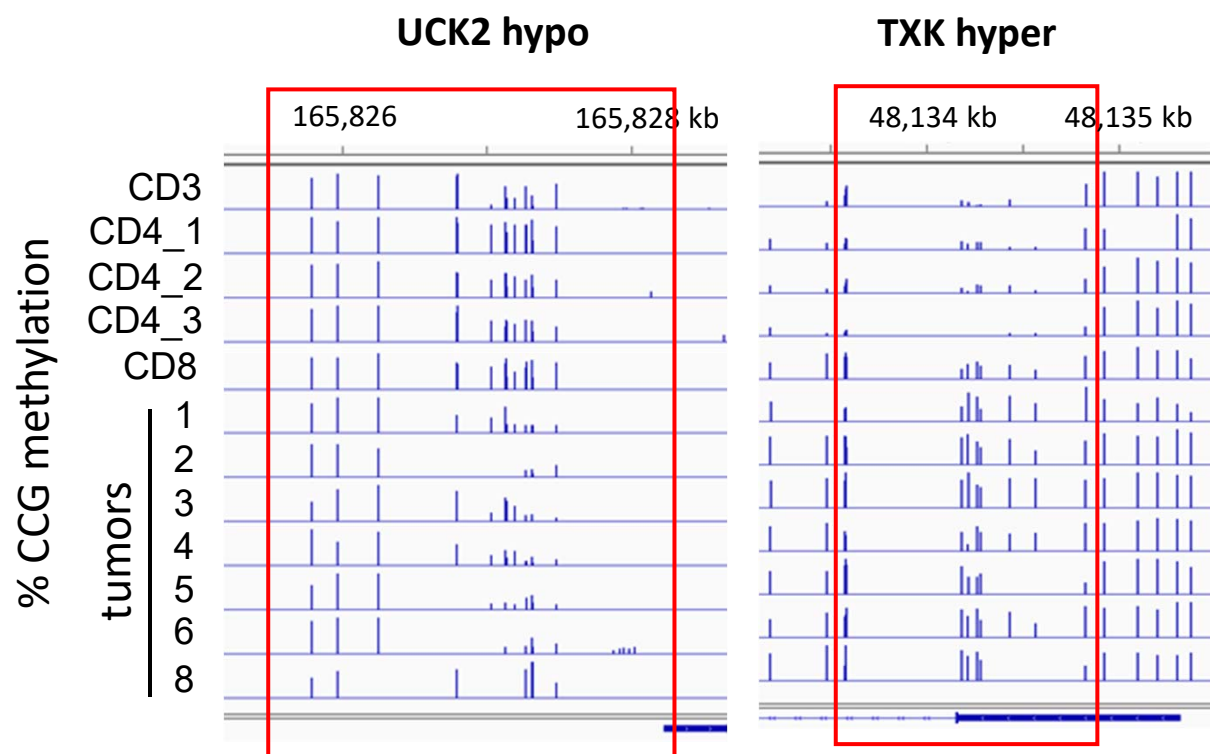 UCK2 hypo
TXK hyper
165,826
165,828 kb
48,134 kb
48,135 kb
CD3
CD4_1
CD4_2
CD4_3
CD8
1
2
3
4
5
6
8
tumors
% CCG methylation